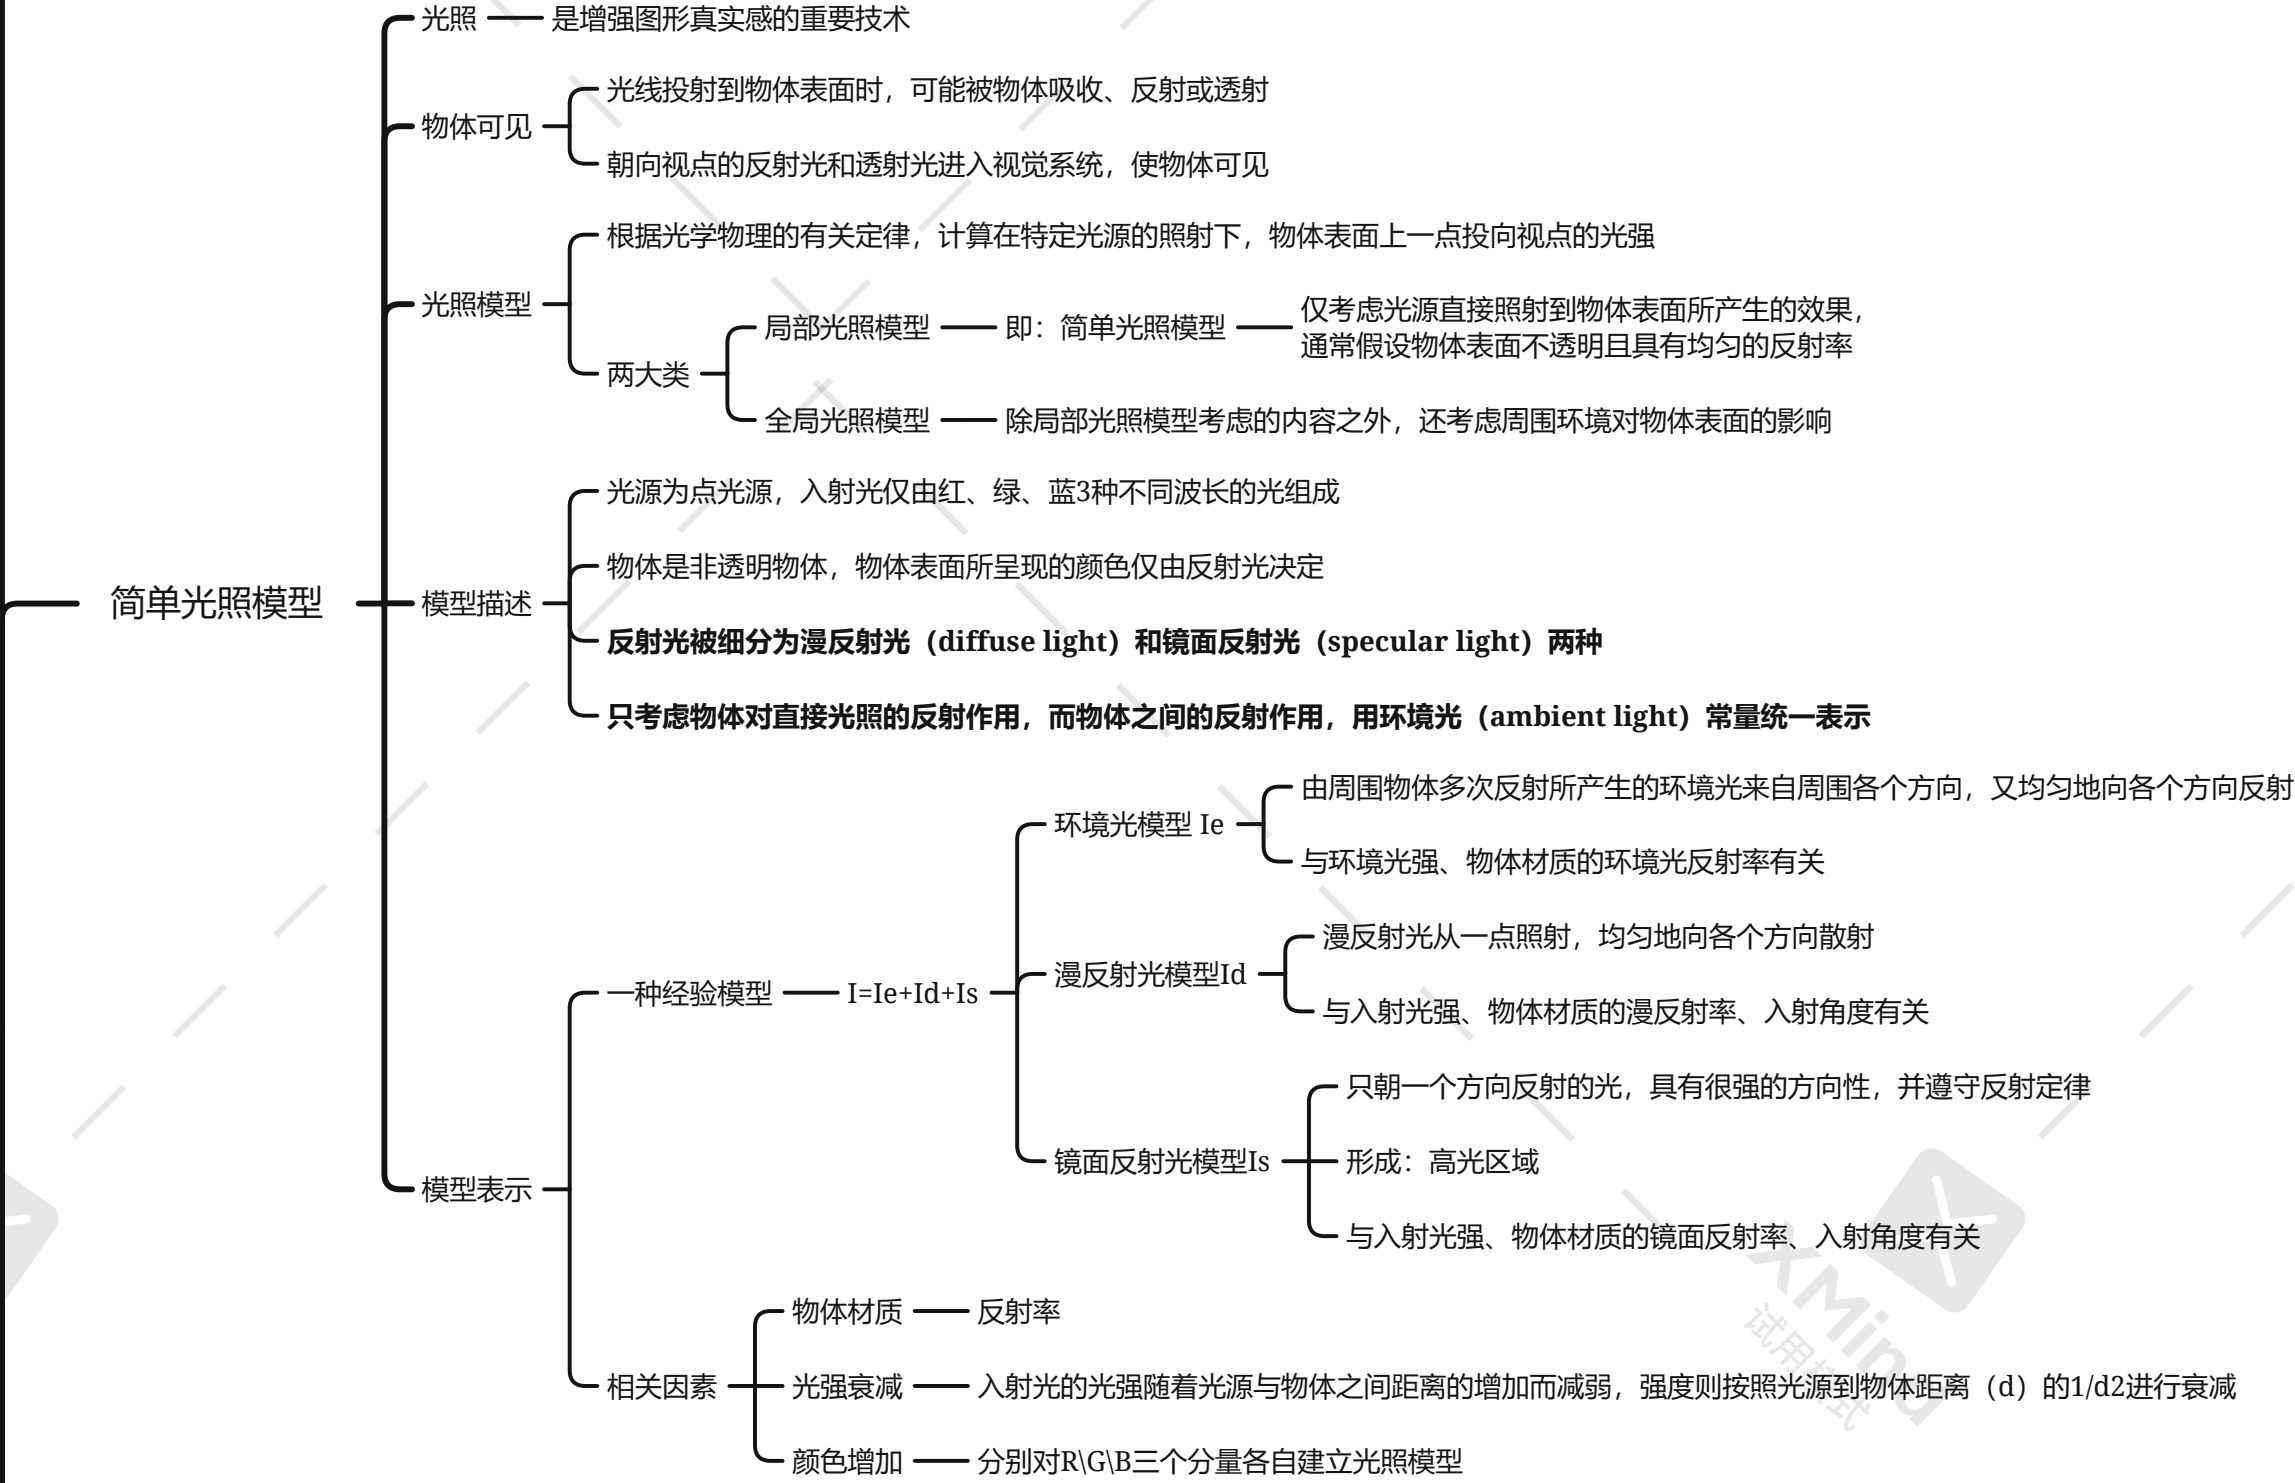 光照
是增强图形真实感的重要技术
物体可见
光线投射到物体表面时，可能被物体吸收、反射或透射
朝向视点的反射光和透射光进入视觉系统，使物体可见
光照模型
根据光学物理的有关定律，计算在特定光源的照射下，物体表面上一点投向视点的光强
两大类
局部光照模型
即：简单光照模型
仅考虑光源直接照射到物体表面所产生的效果，
通常假设物体表面不透明且具有均匀的反射率
全局光照模型
除局部光照模型考虑的内容之外，还考虑周围环境对物体表面的影响
简单光照模型
模型描述
光源为点光源，入射光仅由红、绿、蓝3种不同波长的光组成
物体是非透明物体，物体表面所呈现的颜色仅由反射光决定
反射光被细分为漫反射光（diffuse light）和镜面反射光（specular light）两种
只考虑物体对直接光照的反射作用，而物体之间的反射作用，用环境光（ambient light）常量统一表示
模型表示
一种经验模型
I=Ie+Id+Is
环境光模型 Ie
由周围物体多次反射所产生的环境光来自周围各个方向，又均匀地向各个方向反射
与环境光强、物体材质的环境光反射率有关
漫反射光模型Id
漫反射光从一点照射，均匀地向各个方向散射
与入射光强、物体材质的漫反射率、入射角度有关
镜面反射光模型Is
只朝一个方向反射的光，具有很强的方向性，并遵守反射定律
形成：高光区域
与入射光强、物体材质的镜面反射率、入射角度有关
相关因素
物体材质
反射率
光强衰减
入射光的光强随着光源与物体之间距离的增加而减弱，强度则按照光源到物体距离（d）的1/d2进行衰减
颜色增加
分别对R\G\B三个分量各自建立光照模型
XMind
试用模式